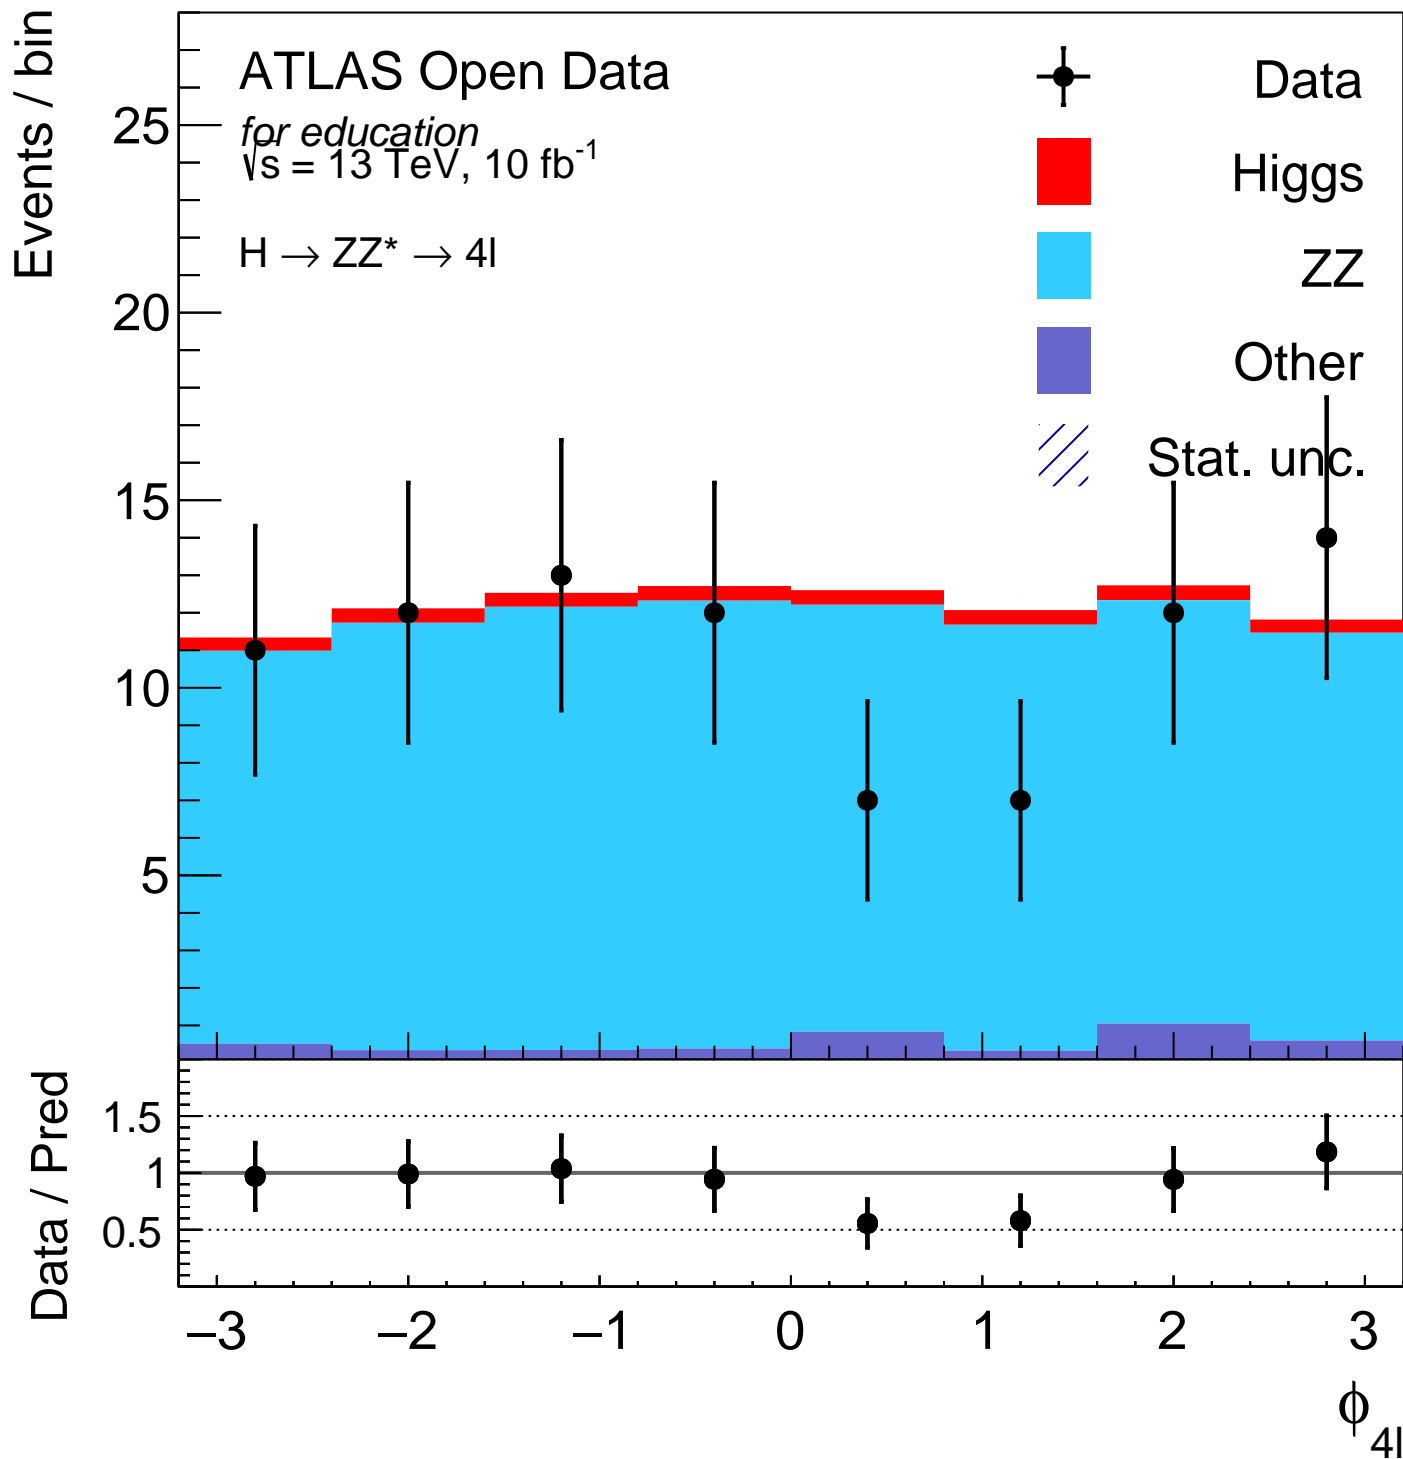 Events / bin
ATLAS Open Data
for education
√s = 13 TeV, 10 fb-1
H → ZZ* → 4l
Data
Higgs
ZZ
Other
Stat. unc.
25
20
15
10
5
Data / Pred
1.5
1
0.5
–3 –2 –1 0 1 2 3
ϕ4l